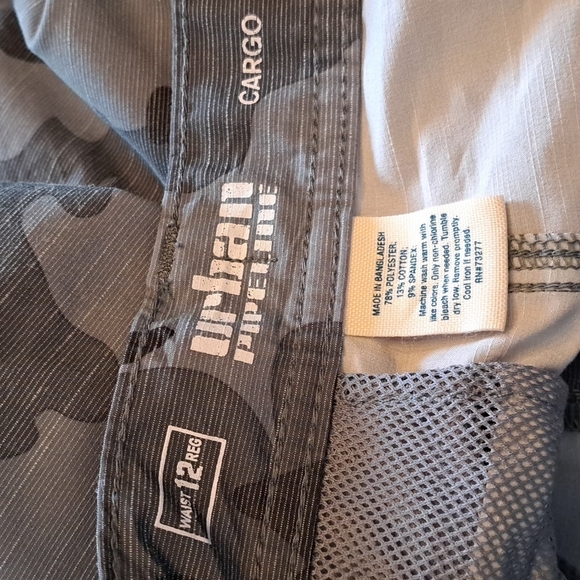 CARGO
urban
PIPELINE
WAIST 12 REG
MADE IN BANGLADESH
78% POLYESTER,
13% COTTON,
9% SPANDEX.
Machine wash warm with
like colors. Only non-chlorine
bleach when needed. Tumble
dry low. Remove promptly.
Cool iron if needed.
RN#73277